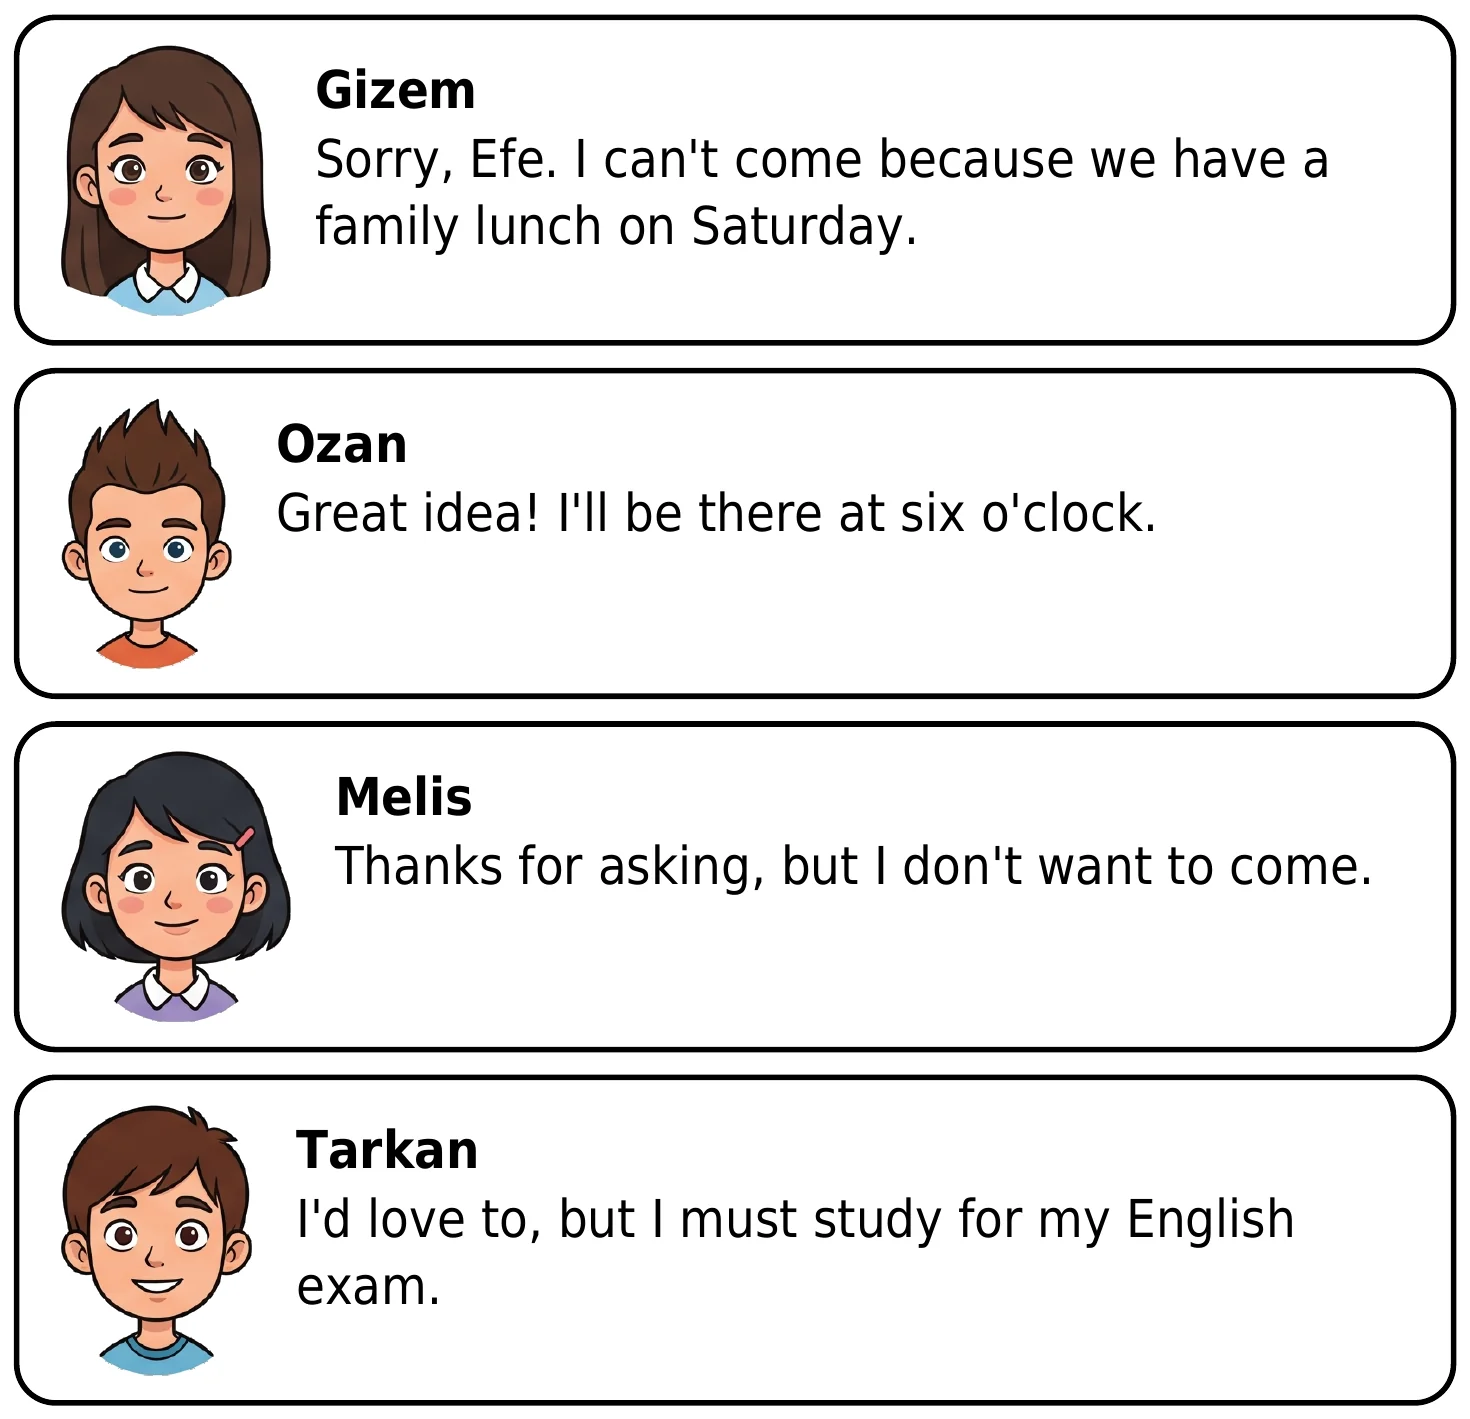 Gizem
Sorry, Efe. I can't come because we have a
family lunch on Saturday.
Ozan
Great idea! I'll be there at six o'clock.
Melis
Thanks for asking, but I don't want to come.
Tarkan
I'd love to, but I must study for my English
exam.